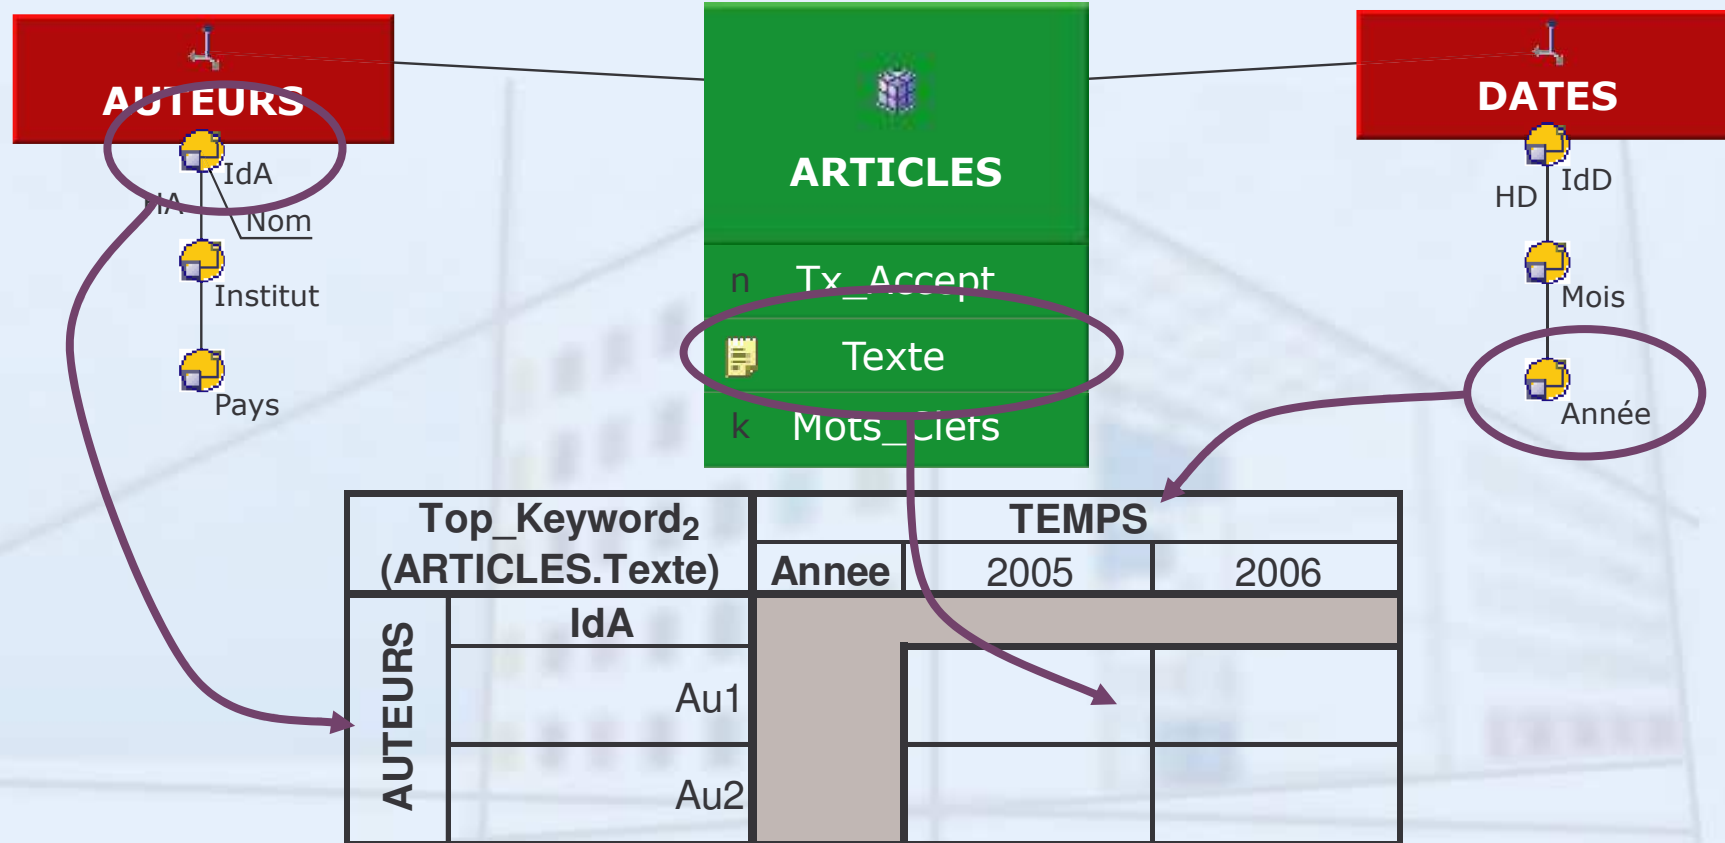 AUTEURS
IdA
HA
Nom
Institut
Pays
ARTICLES
n Tx_Accept
Texte
k Mots_Clefs
DATES
IdD
HD
Mois
Année
Top_Keyword2
(ARTICLES.Texte)
TEMPS
Annee 2005 2006
AUTEURS
IdA
Au1
Au2